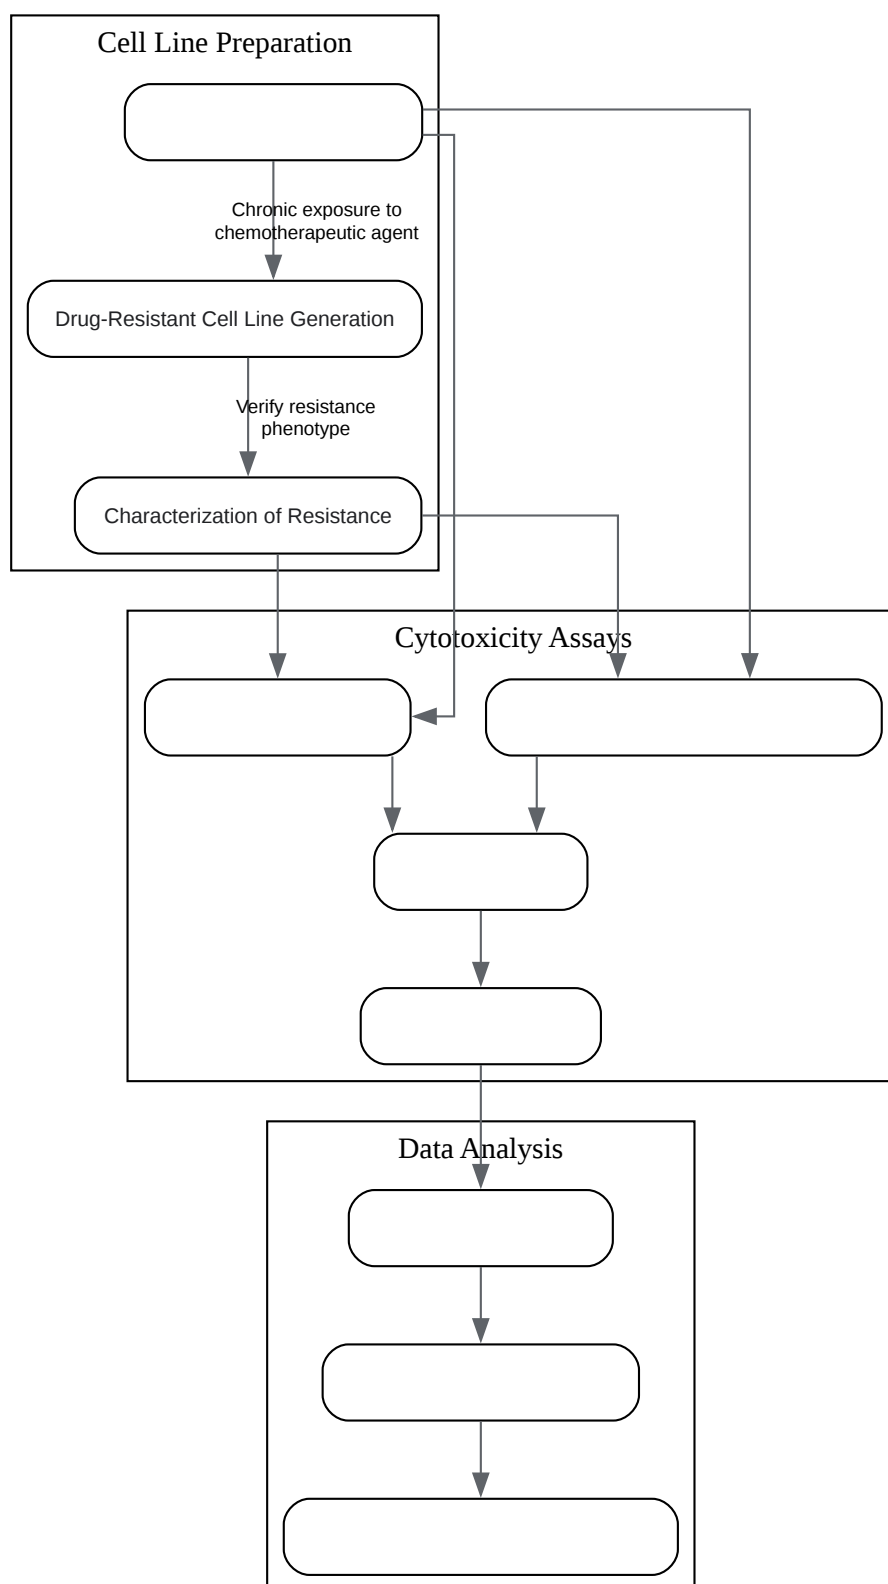 Cell Line Preparation
Chronic exposure to
chemotherapeutic agent
Drug-Resistant Cell Line Generation
Verify resistance
phenotype
Characterization of Resistance
Cytotoxicity Assays
Data Analysis